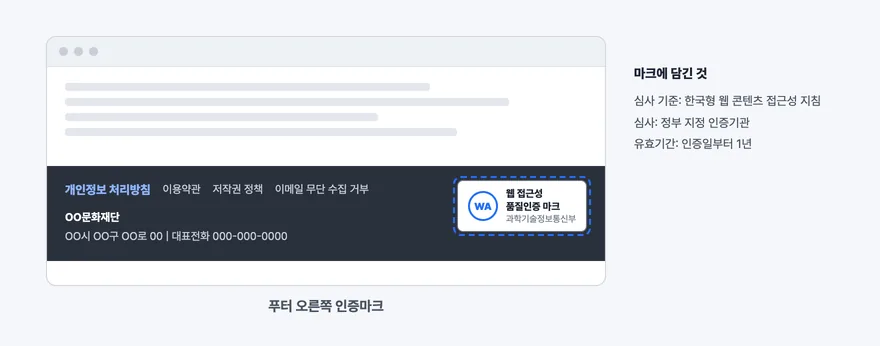 개인정보 처리방침 이용약관 저작권 정책 이메일 무단 수집 거부
OO문화재단
OO시 OO구 OO로 00 | 대표전화 000-000-0000
WA
웹 접근성
품질인증 마크
과학기술정보통신부
푸터 오른쪽 인증마크
마크에 담긴 것
심사 기준: 한국형 웹 콘텐츠 접근성 지침
심사: 정부 지정 인증기관
유효기간: 인증일부터 1년